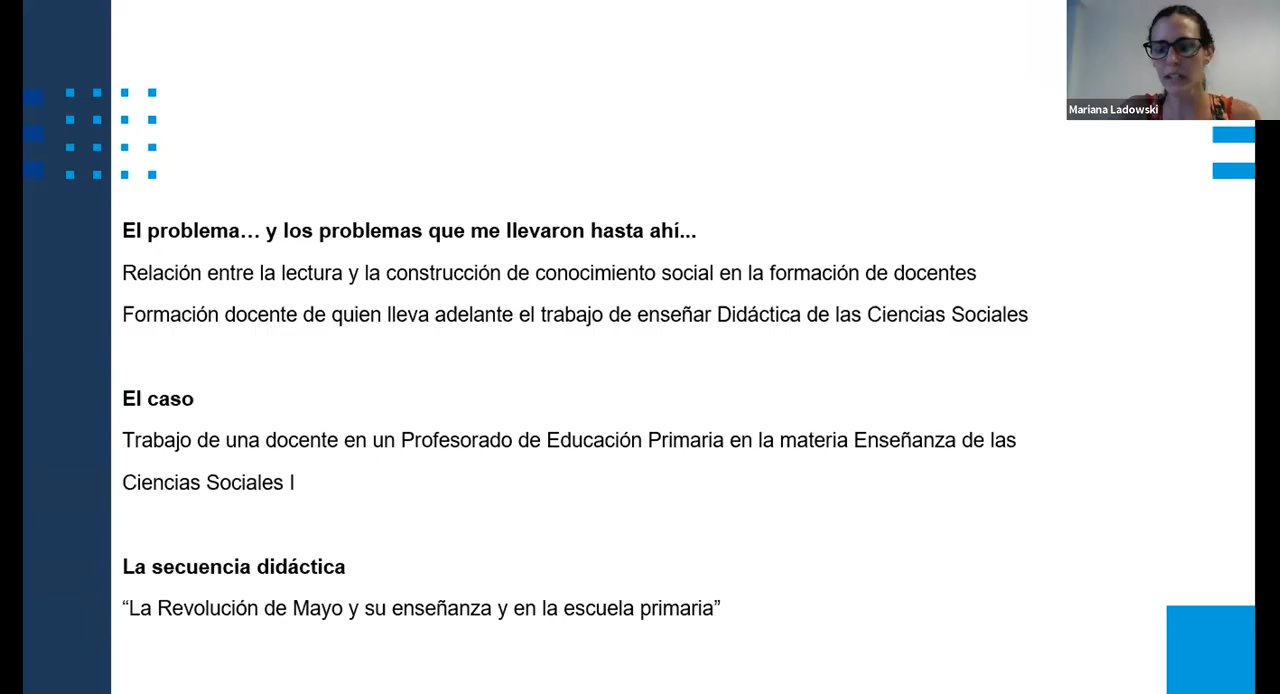 Mariana Ladowski
El problema... y los problemas que me llevaron hasta ahí...
Relación entre la lectura y la construcción de conocimiento social en la formación de docentes
Formación docente de quien lleva adelante el trabajo de enseñar Didáctica de las Ciencias Sociales
El caso
Trabajo de una docente en un Profesorado de Educación Primaria en la materia Enseñanza de las
Ciencias Sociales I
La secuencia didáctica
“La Revolución de Mayo y su enseñanza y en la escuela primaria”